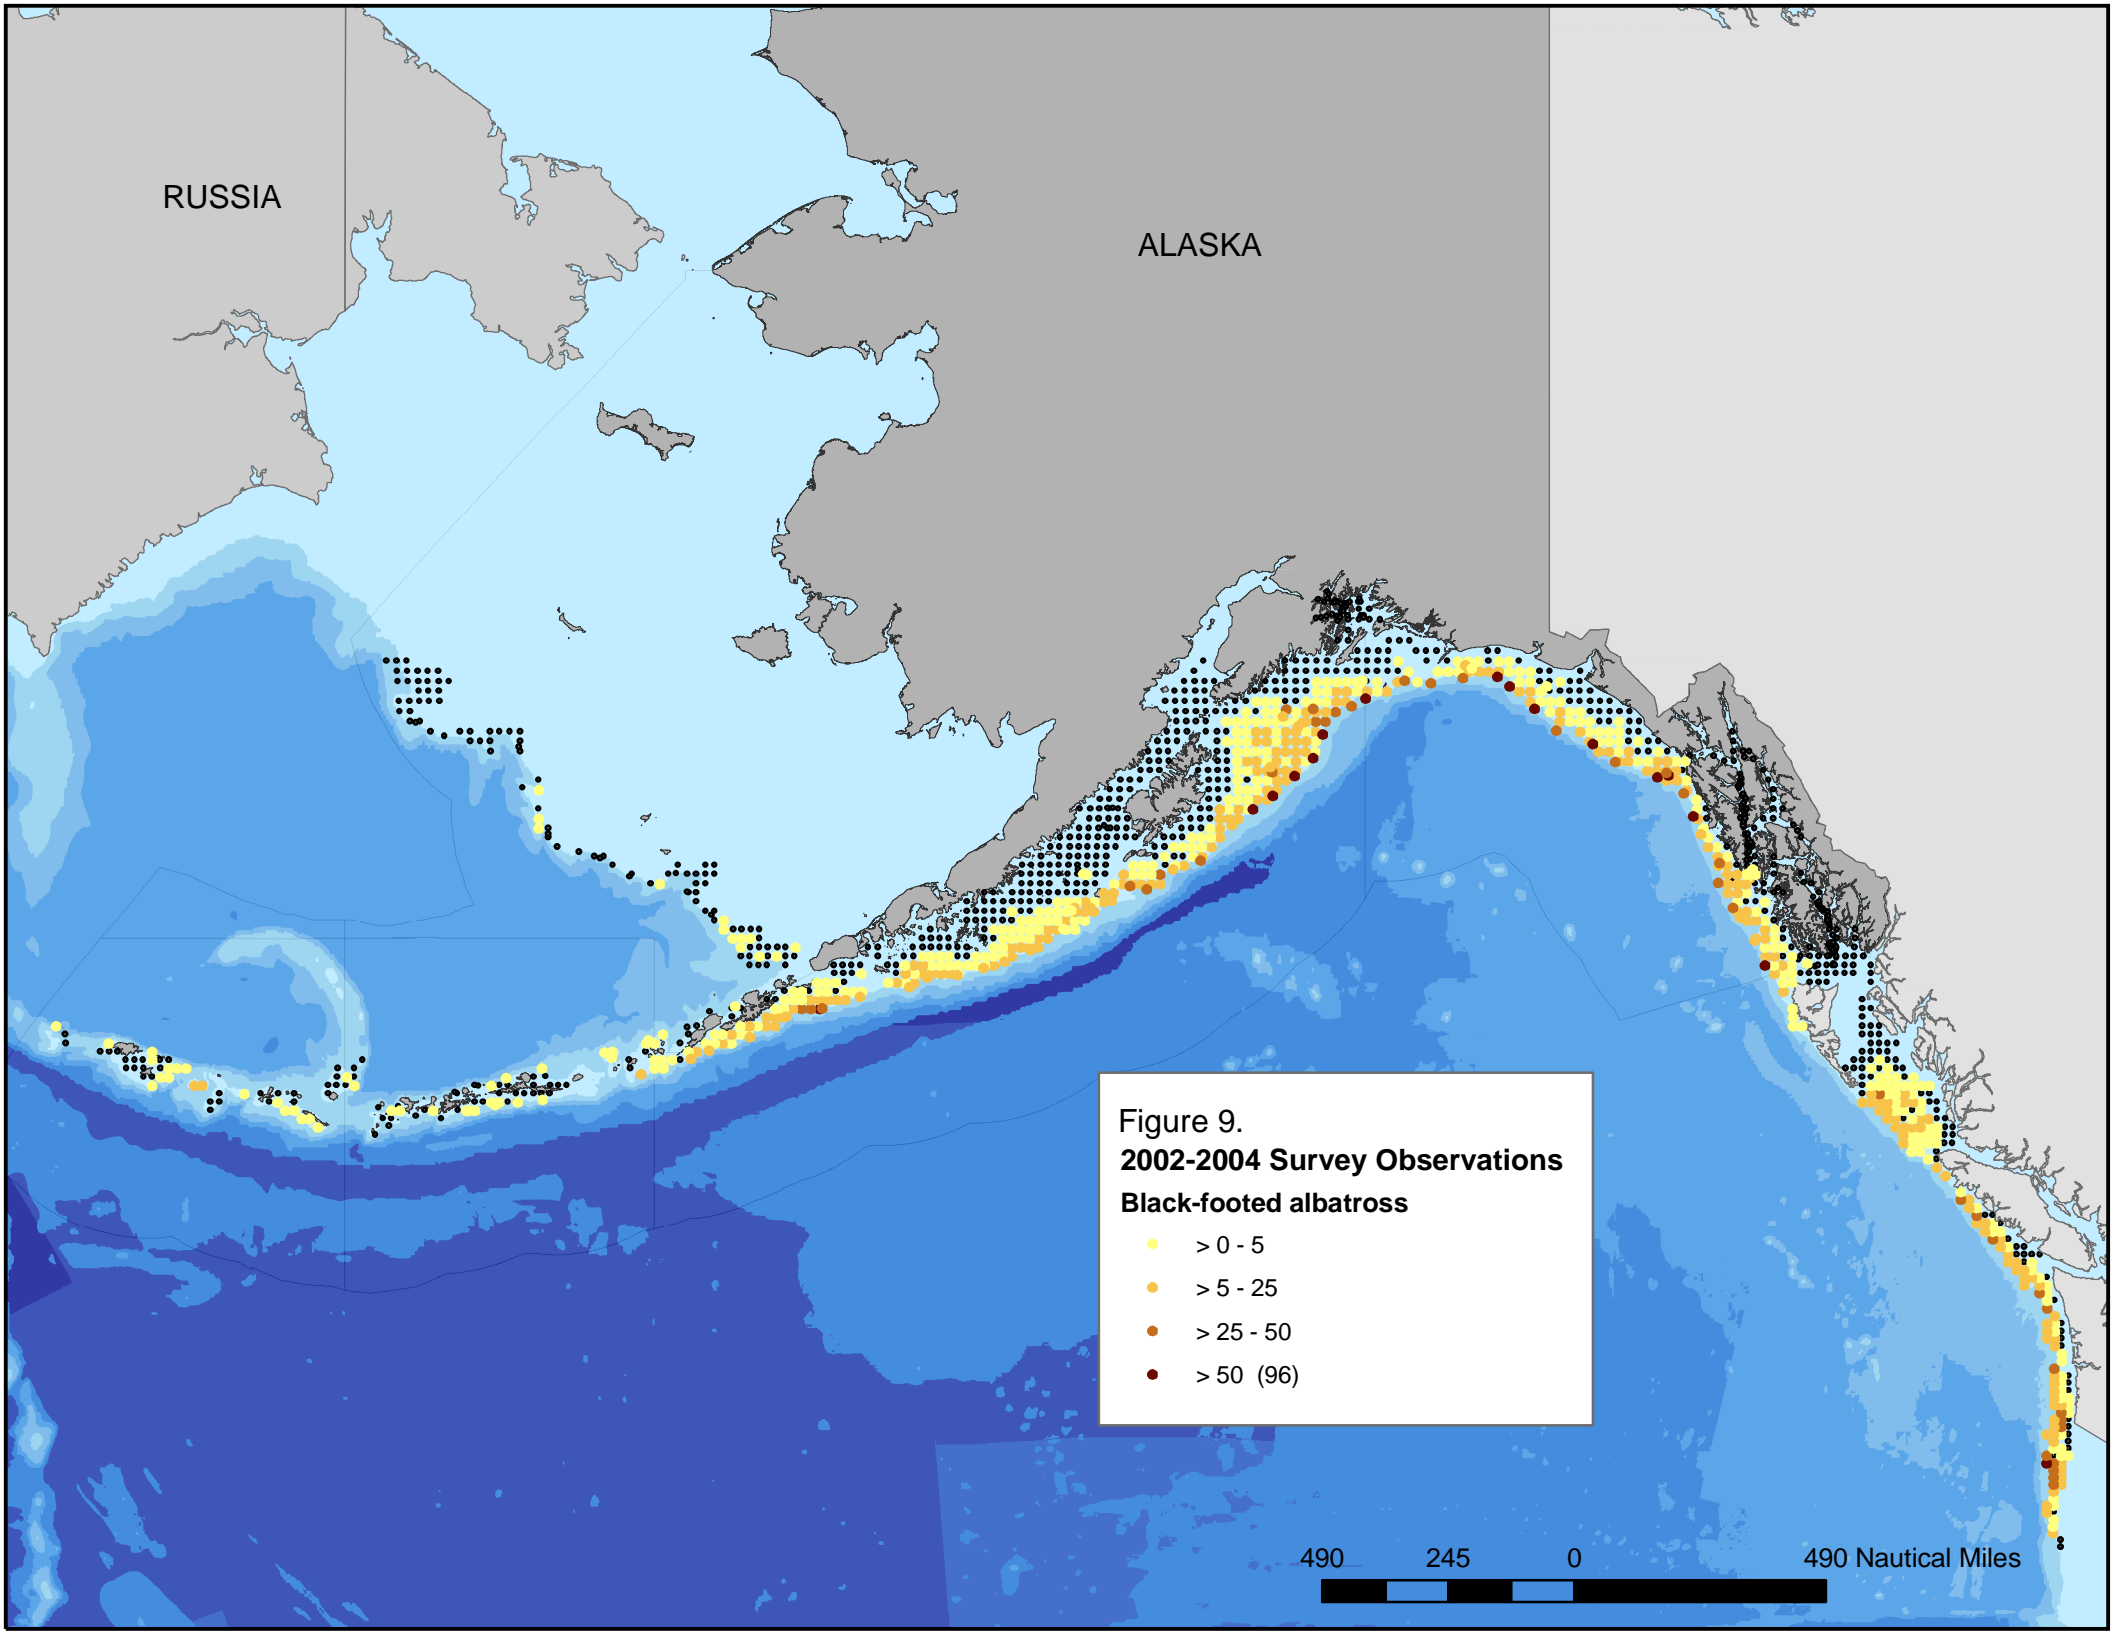 RUSSIA
ALASKA
Figure 9.
2002-2004 Survey Observations
Black-footed albatross
> 0 - 5
> 5 - 25
> 25 - 50
> 50 (96)
490 245 0 490 Nautical Miles